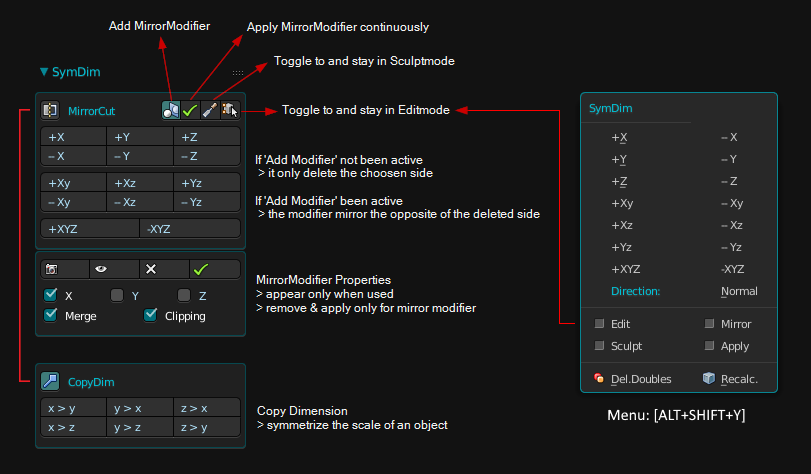 Add MirrorModifier
Apply MirrorModifier continuously
Toggle to and stay in Sculptmode
SymDim
MirrorCut
Toggle to and stay in Editmode
+X +Y +Z
– X – Y – Z
+Xy +Xz +Yz
– Xy – Xz – Yz
+XYZ -XYZ
If 'Add Modifier' not been active
> it only delete the choosen side
If 'Add Modifier' been active
> the modifier mirror the opposite of the deleted side
X Y Z
Merge Clipping
MirrorModifier Properties
> appear only when used
> remove & apply only for mirror modifier
CopyDim
x > y y > x z > x
x > z y > z z > y
Copy Dimension
> symmetrize the scale of an object
SymDim
+X – X
+Y – Y
+Z – Z
+Xy – Xy
+Xz – Xz
+Yz – Yz
+XYZ -XYZ
Direction: Normal
Edit Mirror
Sculpt Apply
Del.Doubles Recalc.
Menu: [ALT+SHIFT+Y]